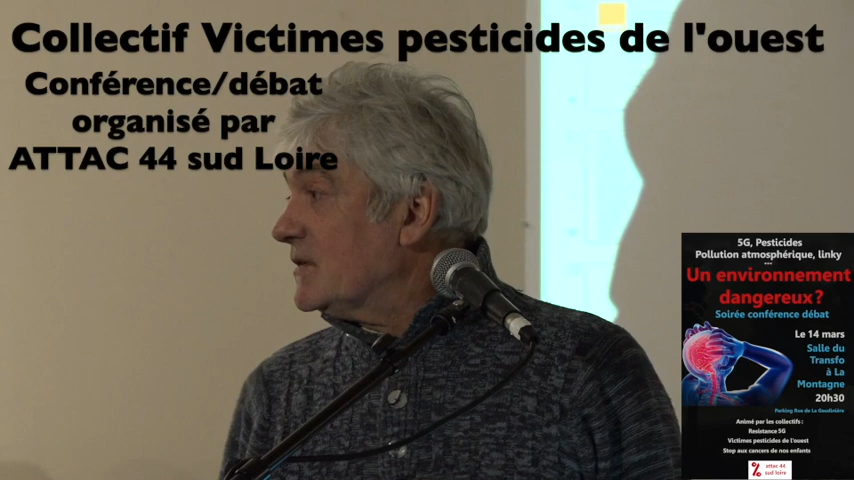 Collectif Victimes pesticides de l'ouest
Conférence/débat
organisé par
ATTAC 44 sud Loire
5G, Pesticides
Pollution atmosphérique, linky
***
Un environnement
dangereux?
Soirée conférence débat
Le 14 mars
Salle du
Transfo
à La
Montagne
20h30
Parking Rue de La Gaudinière
Animé par les collectifs :
Resistance 5G
Victimes pesticides de l'ouest
Stop aux cancers de nos enfants
% attac 44
sud loire